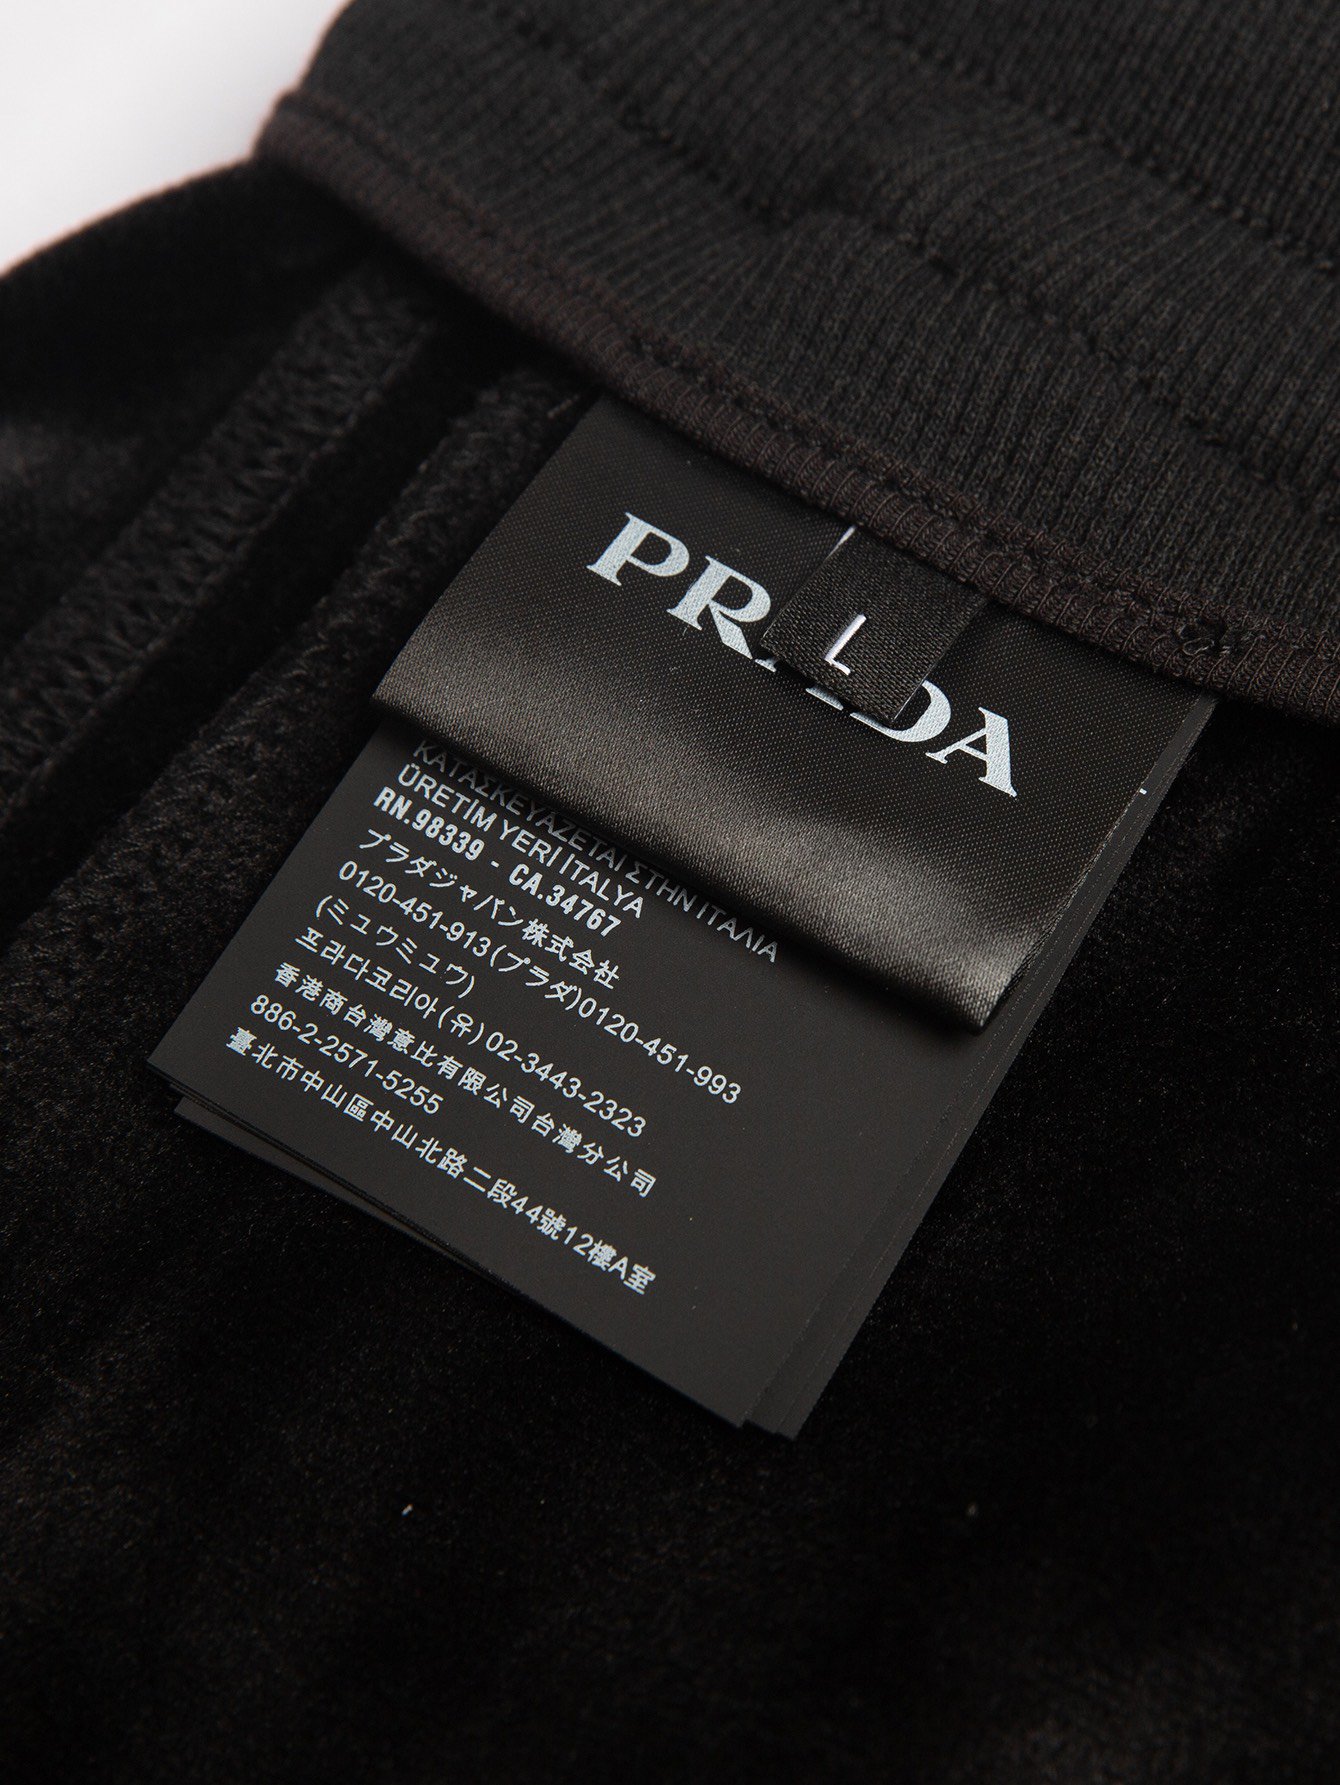 PRADA
L
ΚΑΤΑΣΚΕΥΑΖΕΤΑΙ ΣΤΗΝ ΙΤΑΛΙΑ
ÜRETIM YERI ITALYA
RN.98339 - CA.34767
プラダジャパン株式会社
0120-451-913(プラダ)0120-451-993
(ミュウミュウ)
프라다코리아(유)02-3443-2323
香港商台灣意比有限公司台灣分公司
886-2-2571-5255
臺北市中山區中山北路二段44號12樓A室